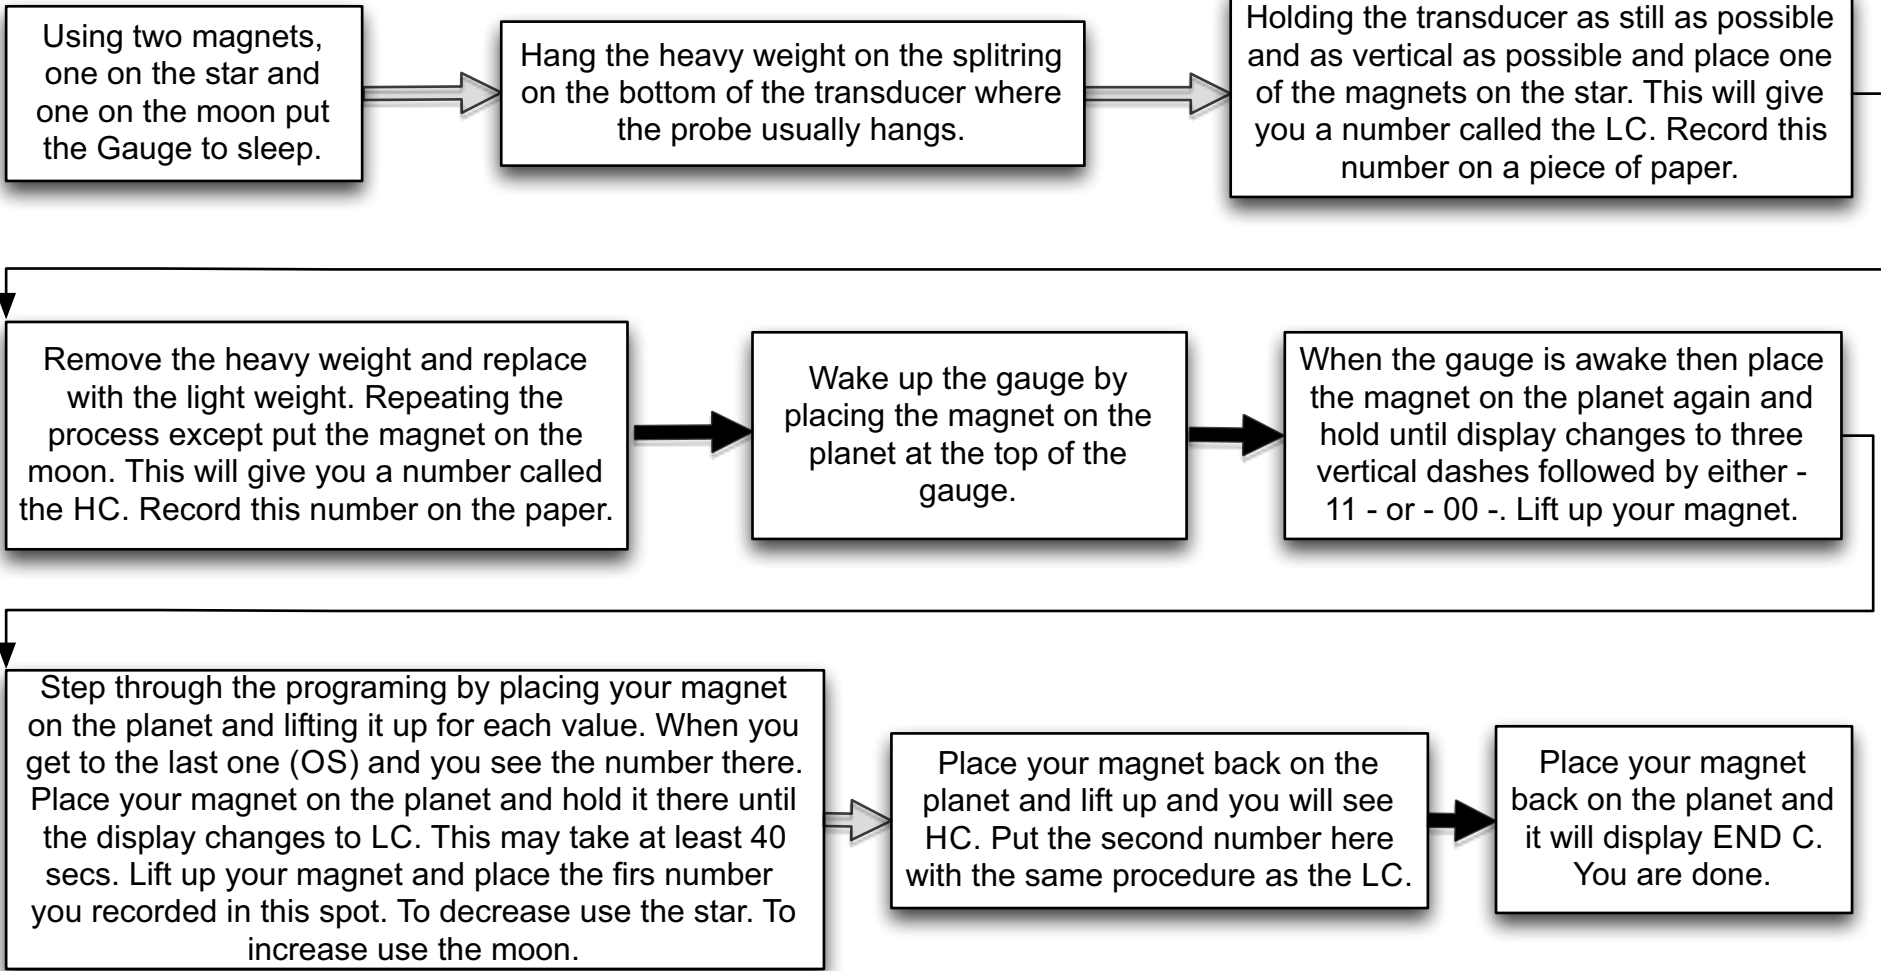 Using two magnets,
one on the star and
one on the moon put
the Gauge to sleep.
Hang the heavy weight on the splitring
on the bottom of the transducer where
the probe usually hangs.
Holding the transducer as still as possible
and as vertical as possible and place one
of the magnets on the star. This will give
you a number called the LC. Record this
number on a piece of paper.
Remove the heavy weight and replace
with the light weight. Repeating the
process except put the magnet on the
moon. This will give you a number called
the HC. Record this number on the paper.
Wake up the gauge by
placing the magnet on the
planet at the top of the
gauge.
When the gauge is awake then place
the magnet on the planet again and
hold until display changes to three
vertical dashes followed by either -
11 - or - 00 -. Lift up your magnet.
Step through the programing by placing your magnet
on the planet and lifting it up for each value. When you
get to the last one (OS) and you see the number there.
Place your magnet on the planet and hold it there until
the display changes to LC. This may take at least 40
secs. Lift up your magnet and place the firs number
you recorded in this spot. To decrease use the star. To
increase use the moon.
Place your magnet back on the
planet and lift up and you will see
HC. Put the second number here
with the same procedure as the LC.
Place your magnet
back on the planet and
it will display END C.
You are done.